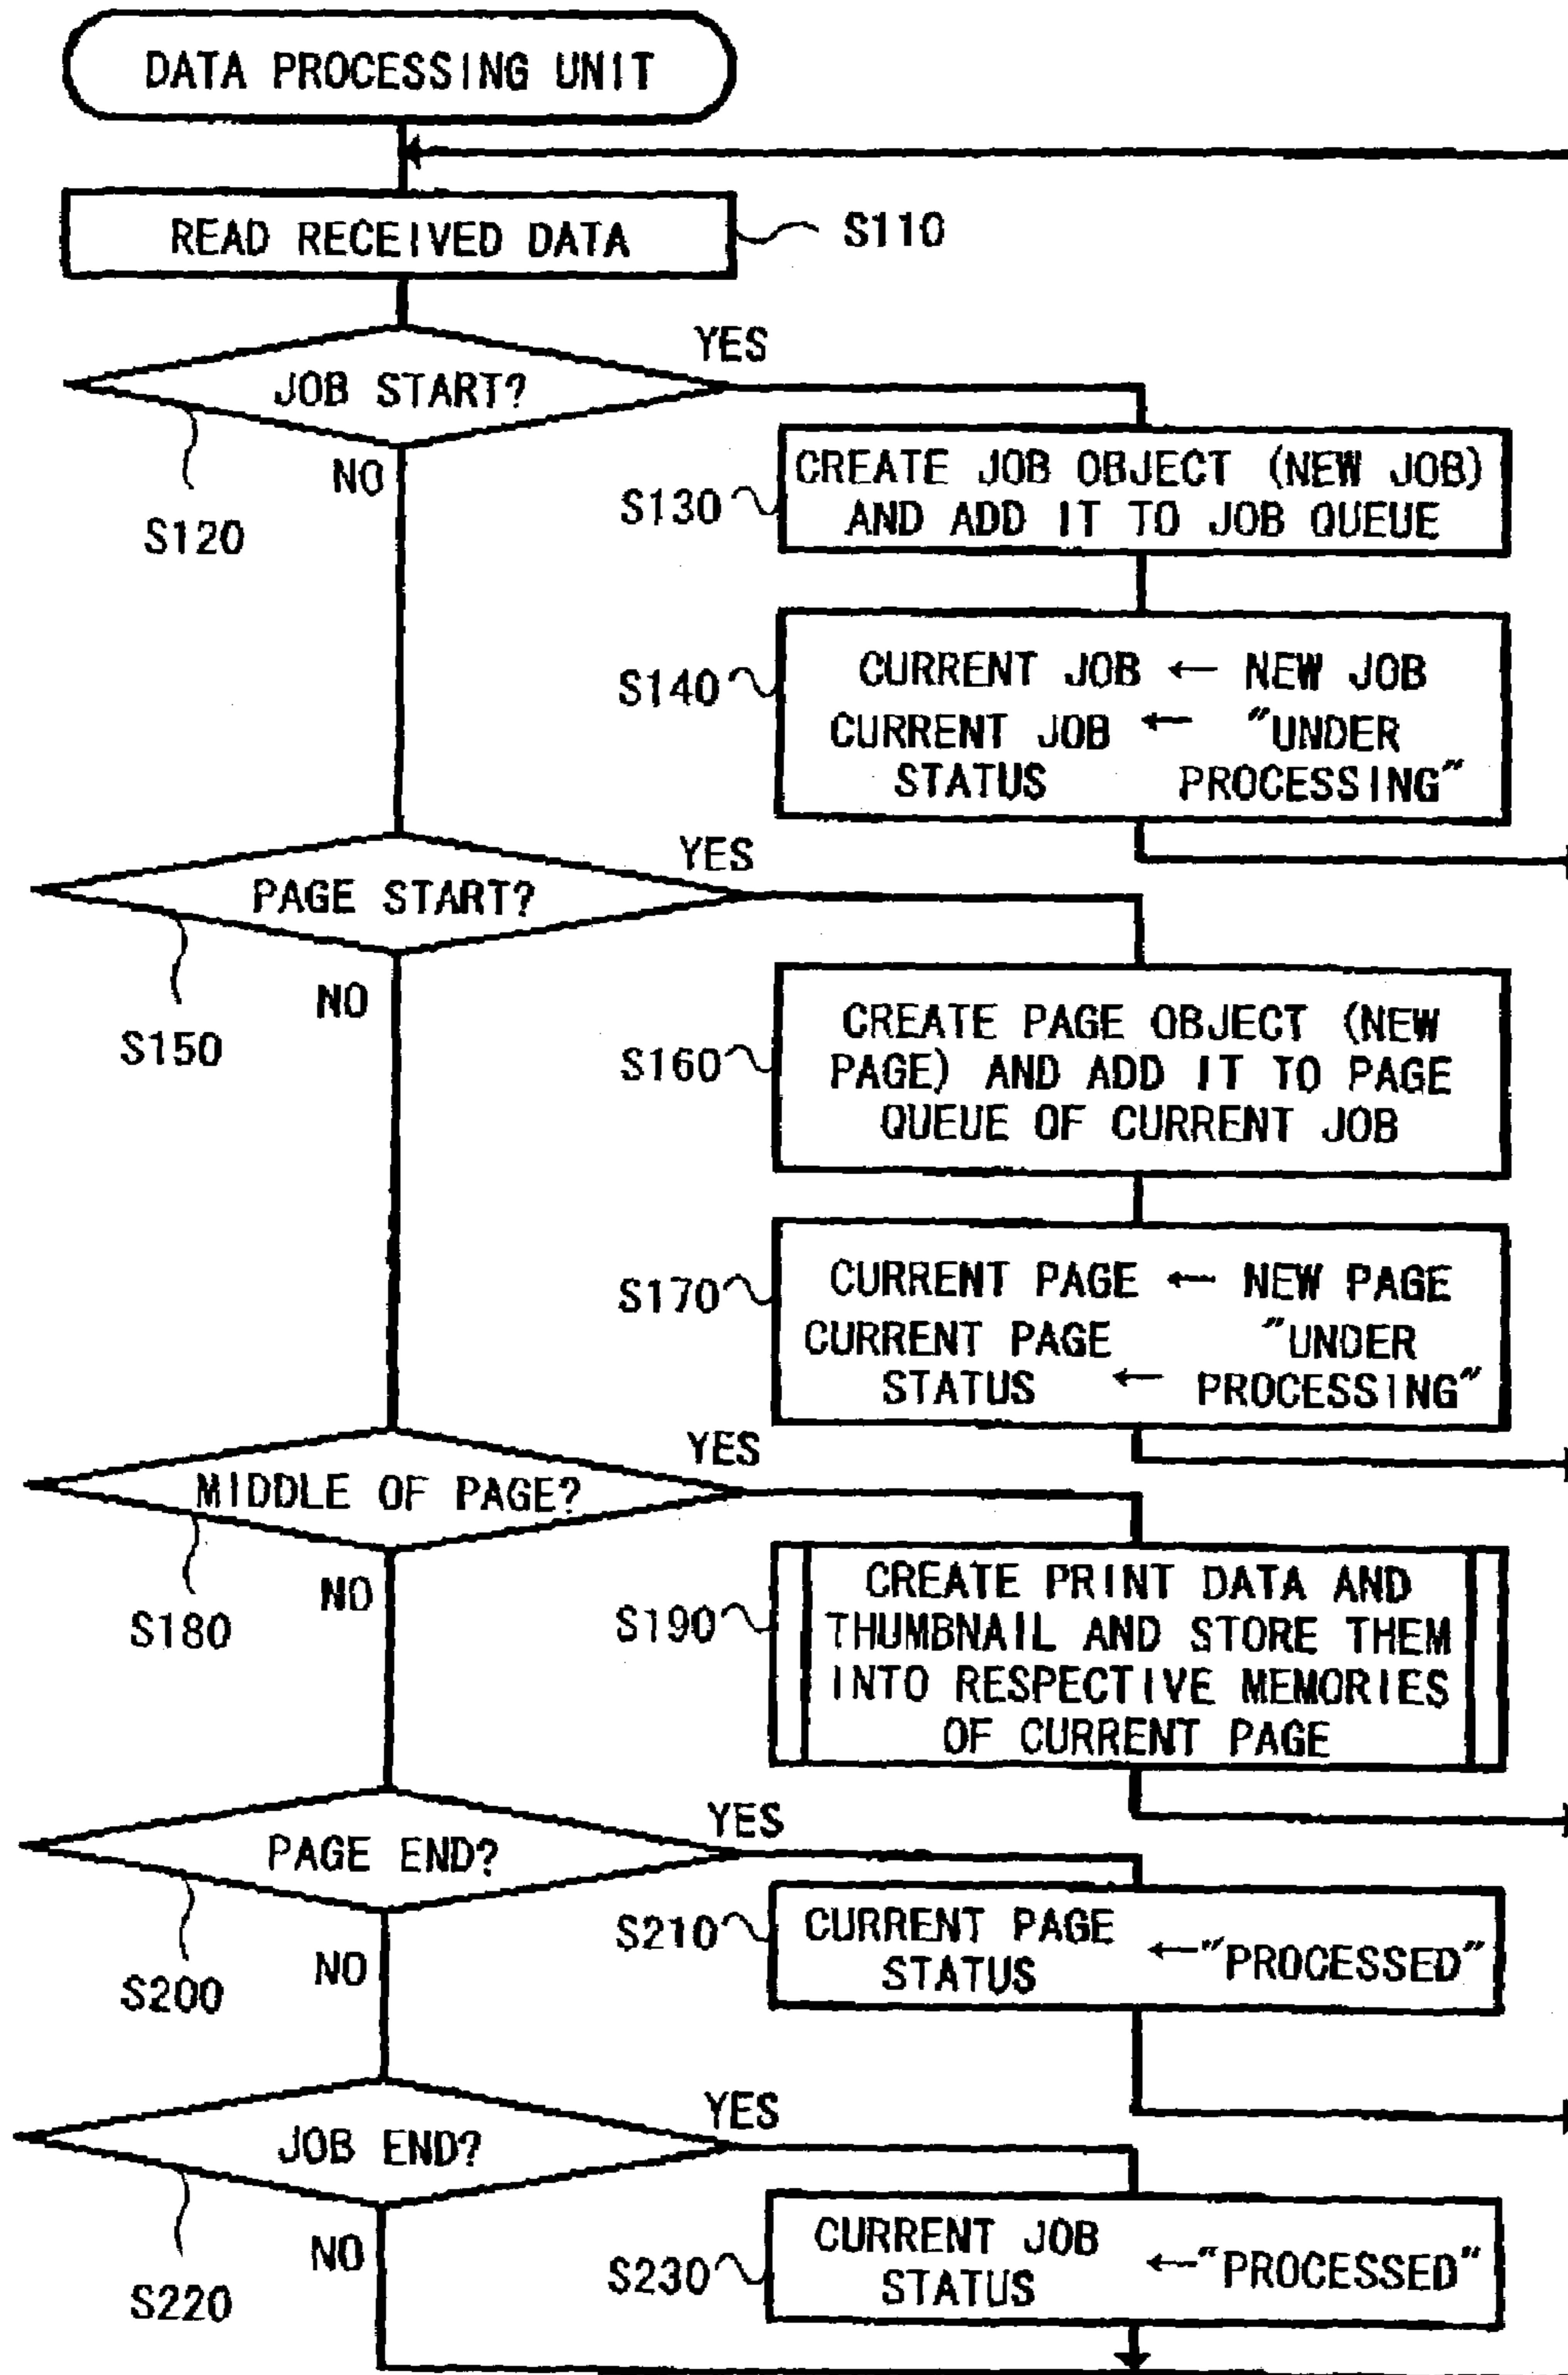 DATA PROCESSING UNIT
READ RECEIVED DATA
S110
JOB START?
YES
NO
S120
S130
CREATE JOB OBJECT (NEW JOB)
AND ADD IT TO JOB QUEUE
S140
CURRENT JOB ← NEW JOB
CURRENT JOB ← "UNDER
STATUS PROCESSING"
PAGE START?
YES
NO
S150
S160
CREATE PAGE OBJECT (NEW
PAGE) AND ADD IT TO PAGE
QUEUE OF CURRENT JOB
S170
CURRENT PAGE ← NEW PAGE
CURRENT PAGE "UNDER
STATUS ← PROCESSING"
MIDDLE OF PAGE?
YES
NO
S180
S190
CREATE PRINT DATA AND
THUMBNAIL AND STORE THEM
INTO RESPECTIVE MEMORIES
OF CURRENT PAGE
PAGE END?
YES
NO
S200
S210
CURRENT PAGE
STATUS ←"PROCESSED"
JOB END?
YES
NO
S220
S230
CURRENT JOB
STATUS ←"PROCESSED"